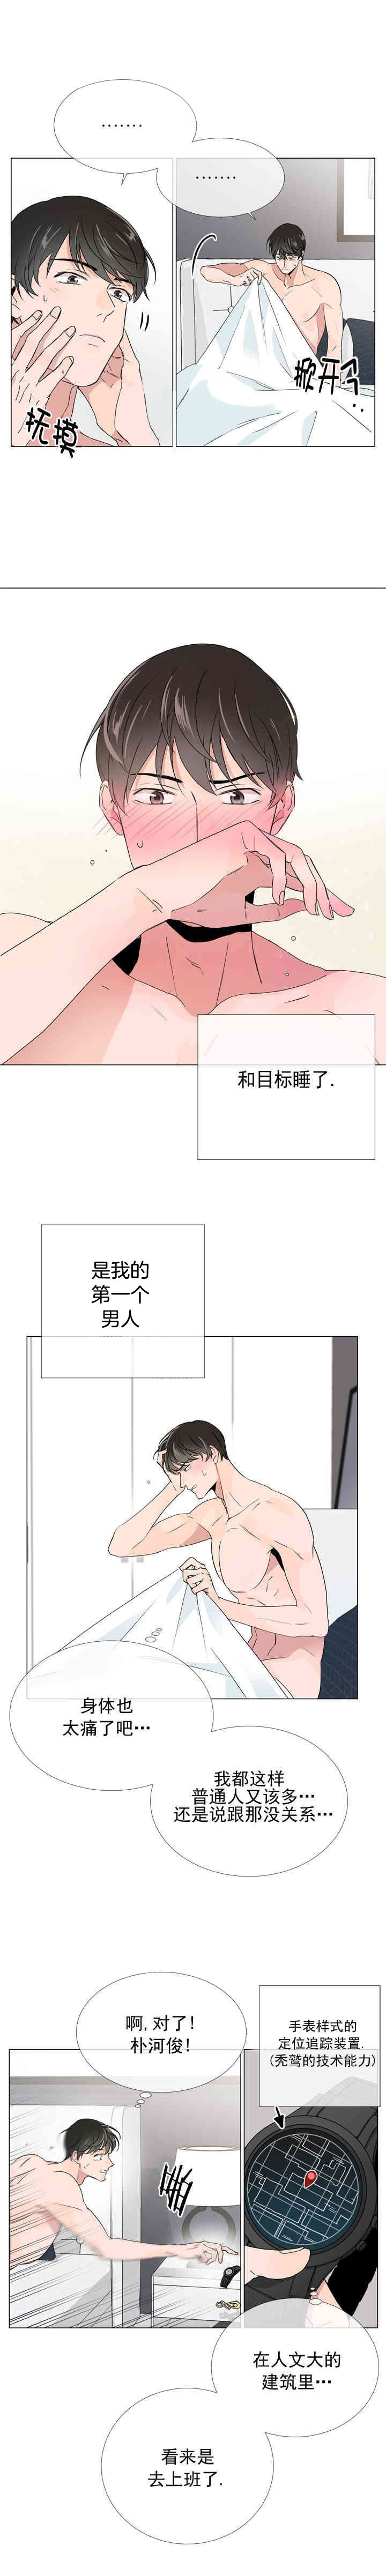 .......
.......
抚摸
掀开
和目标睡了.
是我的
第一个
男人
身体也
太痛了吧…
我都这样
普通人又该多…
还是说跟那没关系…
啊,对了!
朴河俊!
手表样式的
定位追踪装置.
(秃鹫的技术能力)
在人文大的
建筑里…
看来是
去上班了.